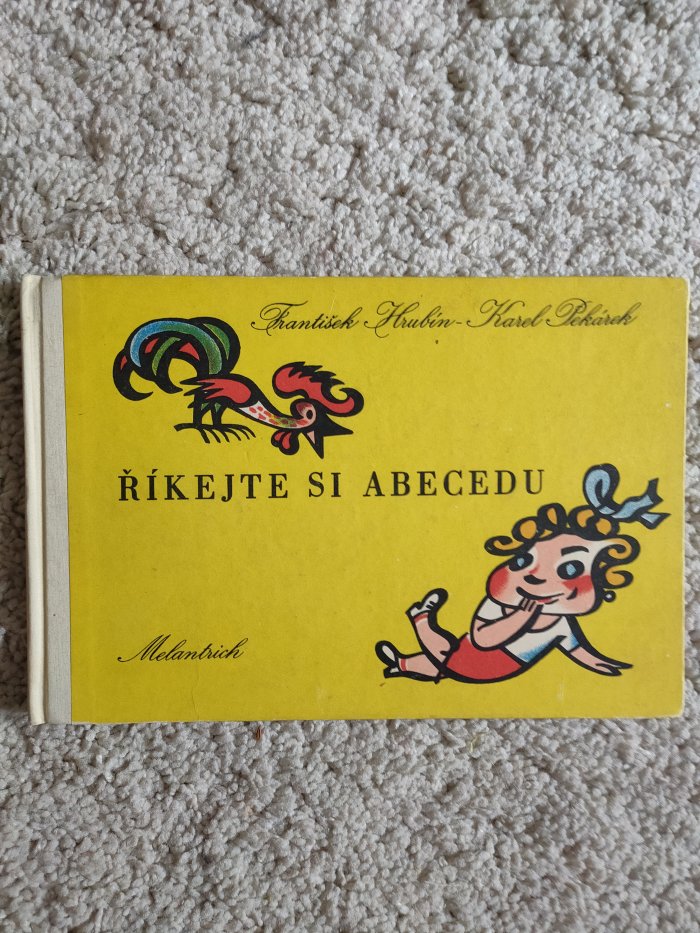 František Hrubín - Karel Pekárek
ŘÍKEJTE SI ABECEDU
Melantrich